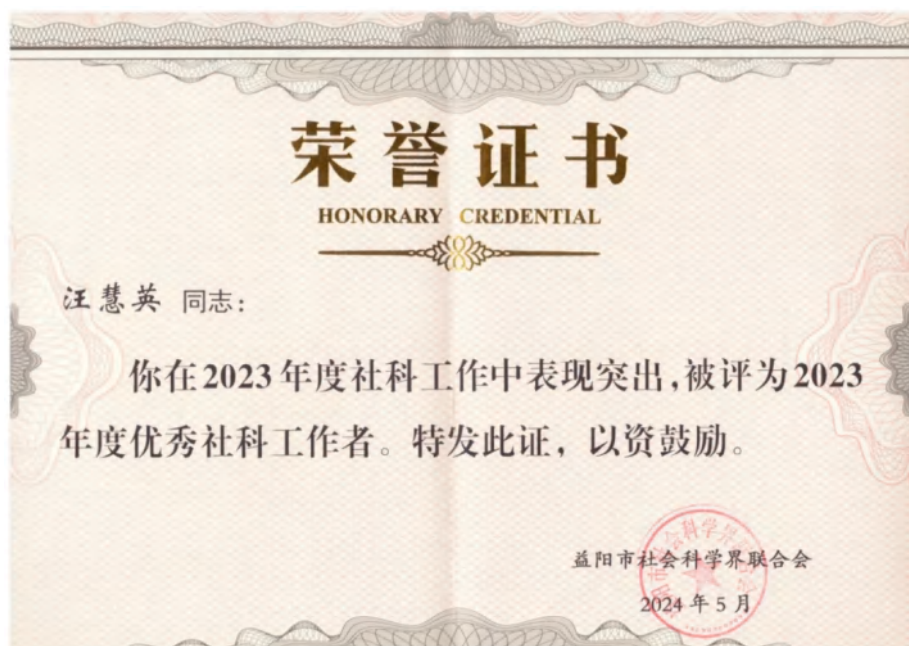 荣誉证书
HONORARY CREDENTIAL
汪慧英 同志：
你在2023年度社科工作中表现突出，被评为2023
年度优秀社科工作者。特发此证，以资鼓励。
益阳市社会科学界联合会
2024年5月